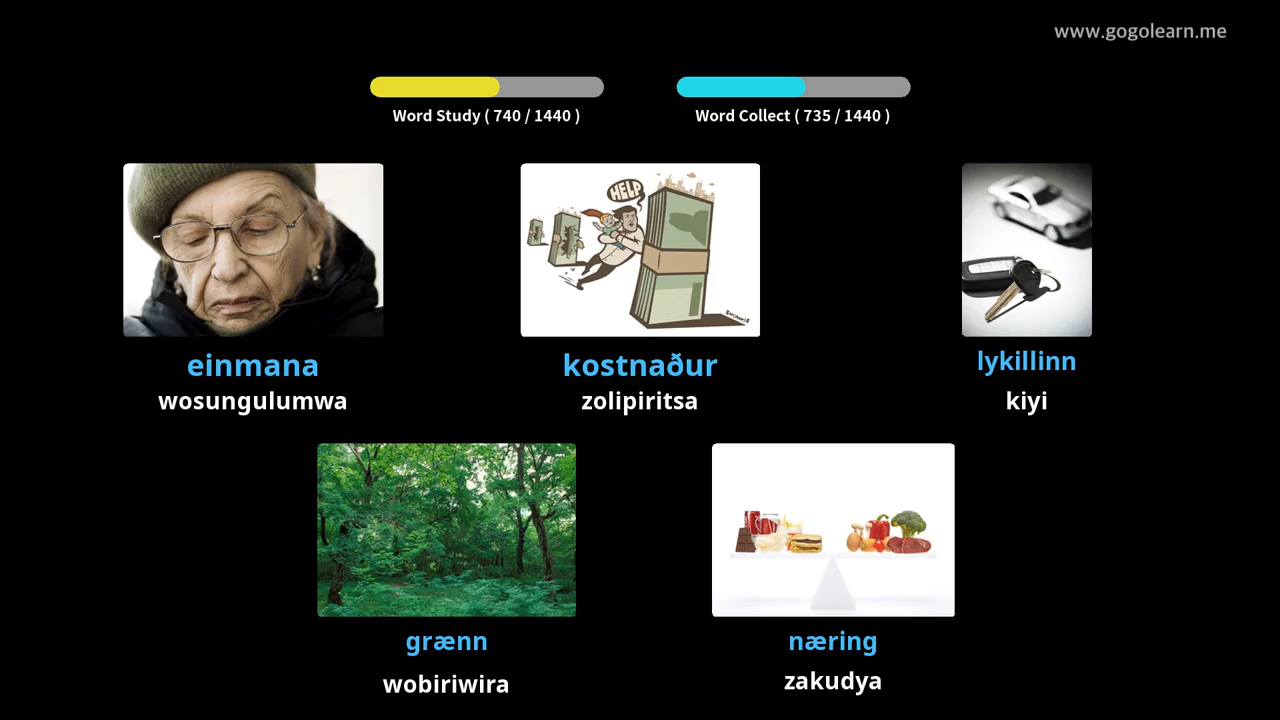 www.gogolearn.me
Word Study ( 740 / 1440 )
Word Collect ( 735 / 1440 )
HELP
einmana
kostnaður
lykillinn
wosungulumwa
zolipiritsa
kiyi
grænn
næring
wobiriwira
zakudya